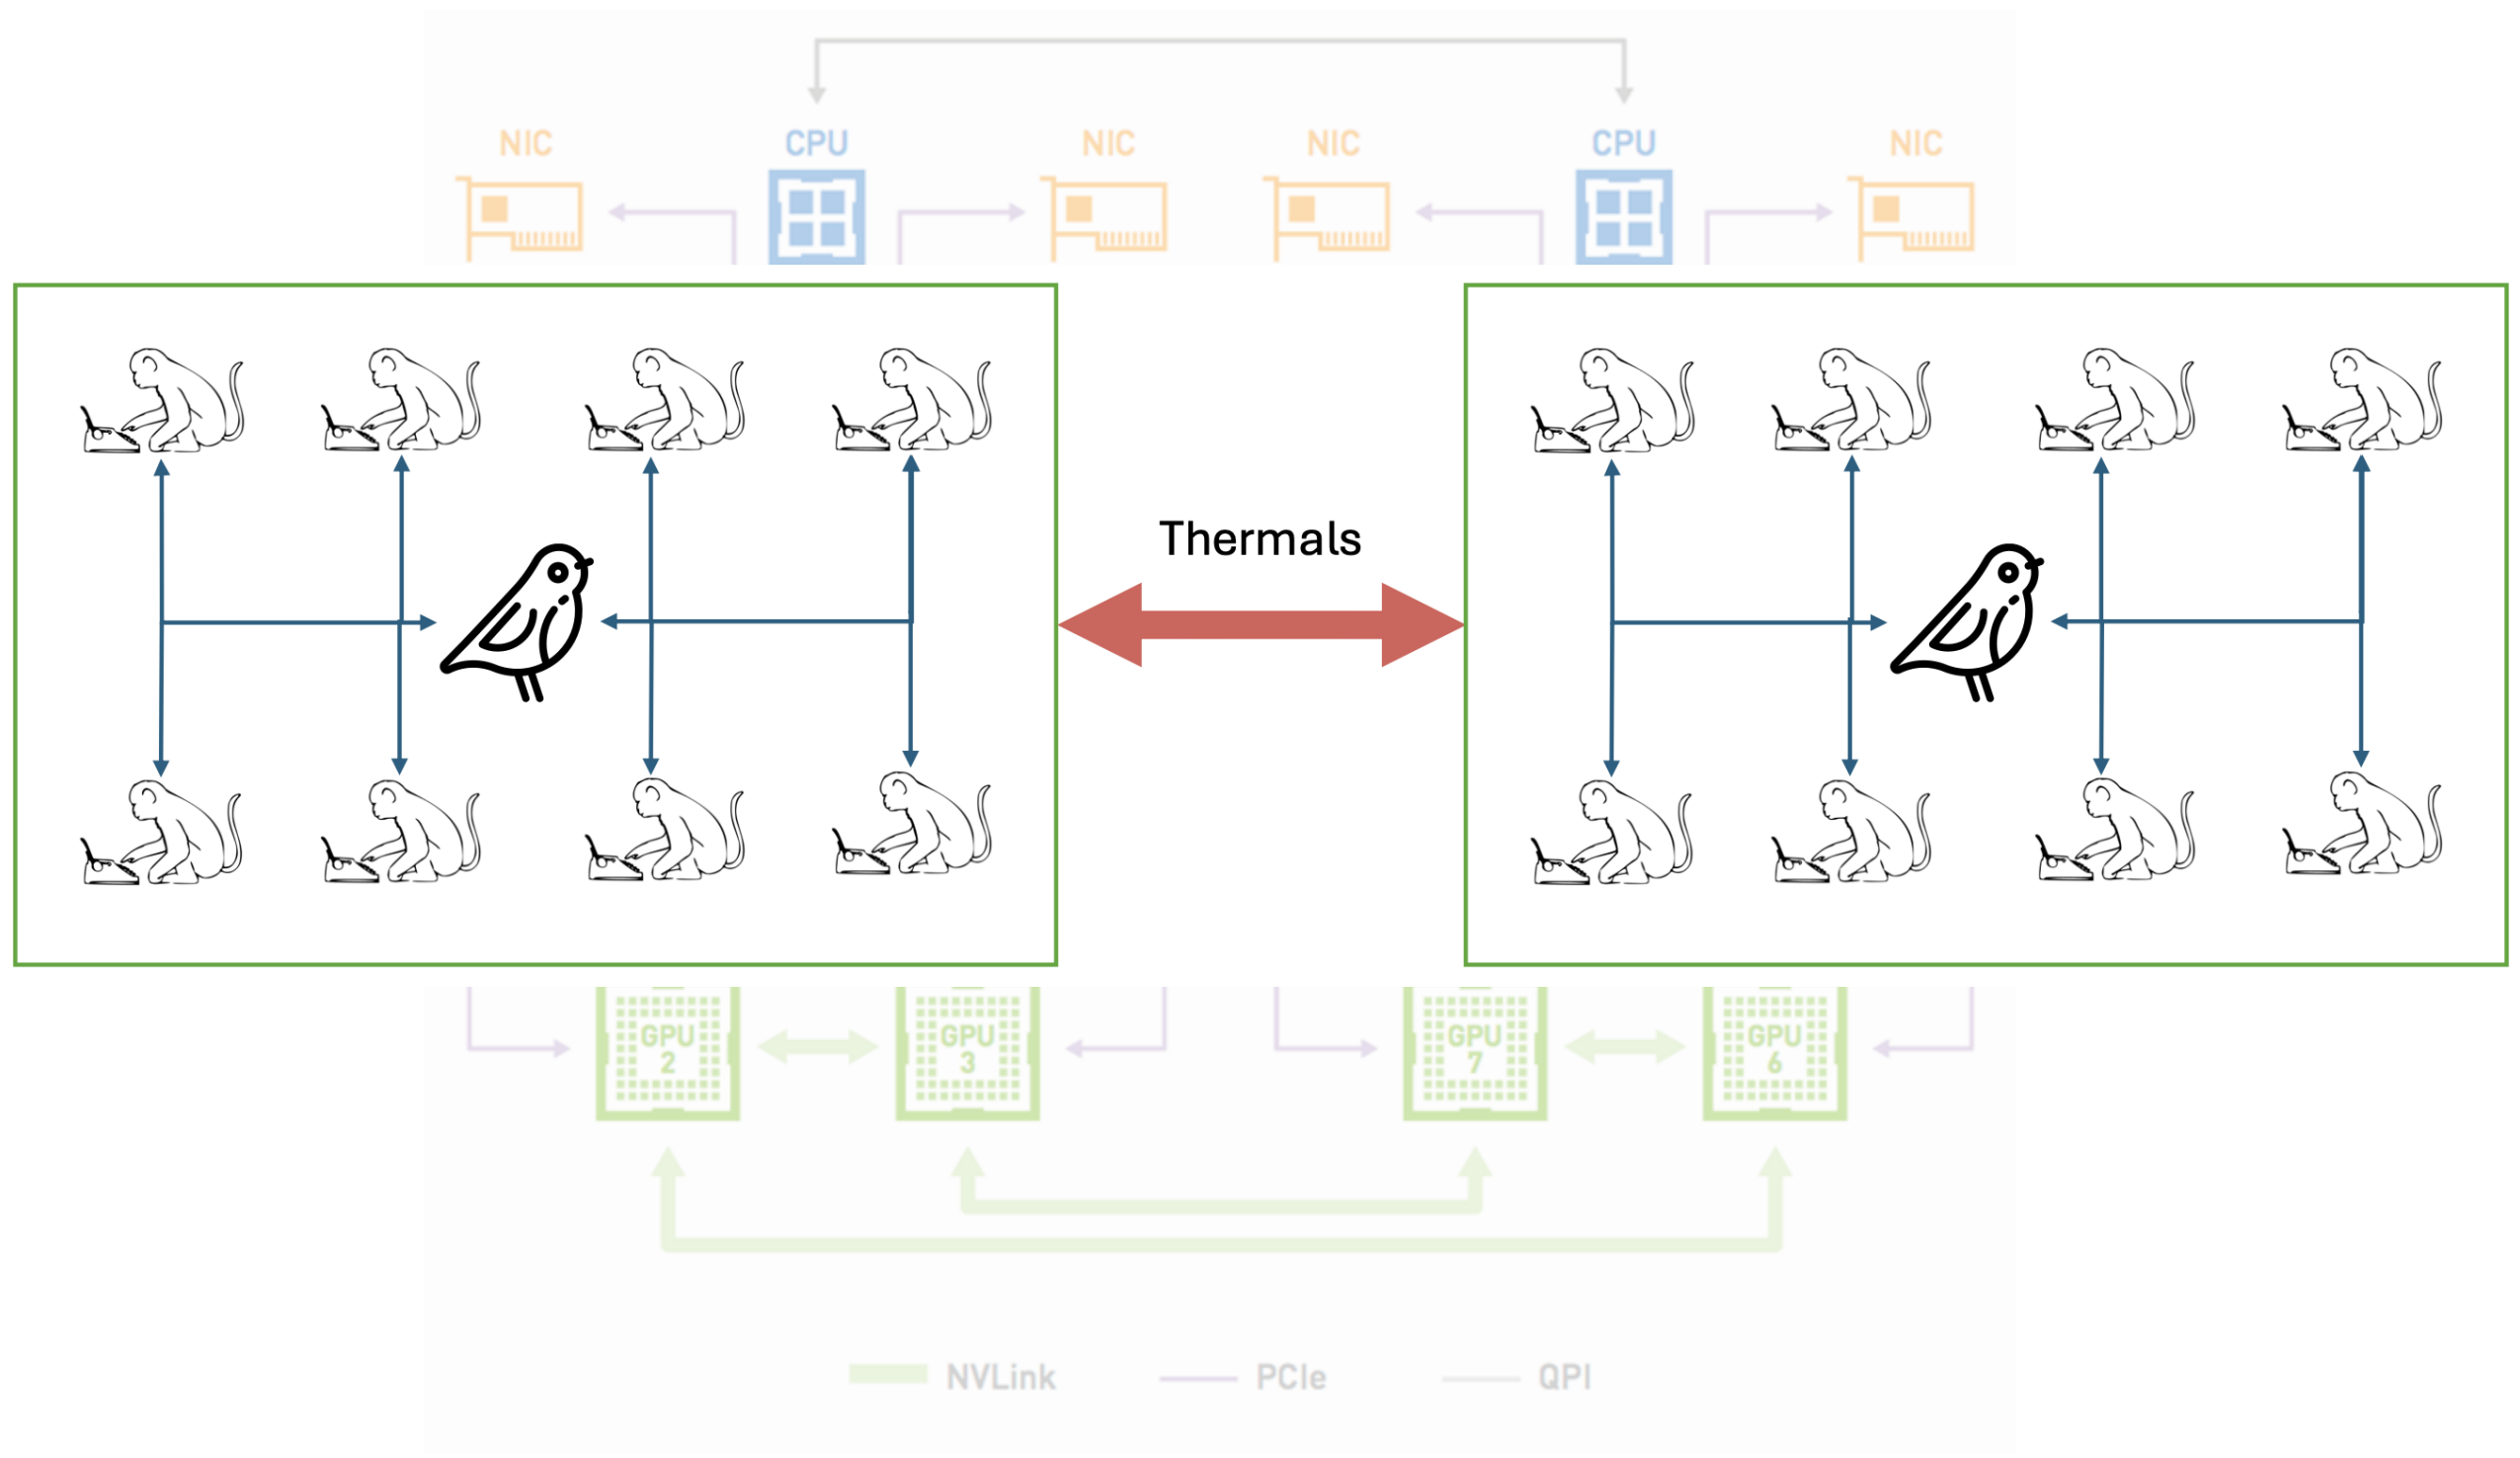 NIC
CPU
NIC
NIC
CPU
NIC
Thermals
GPU
2
GPU
3
GPU
7
GPU
6
NVLink
PCIe
QPI